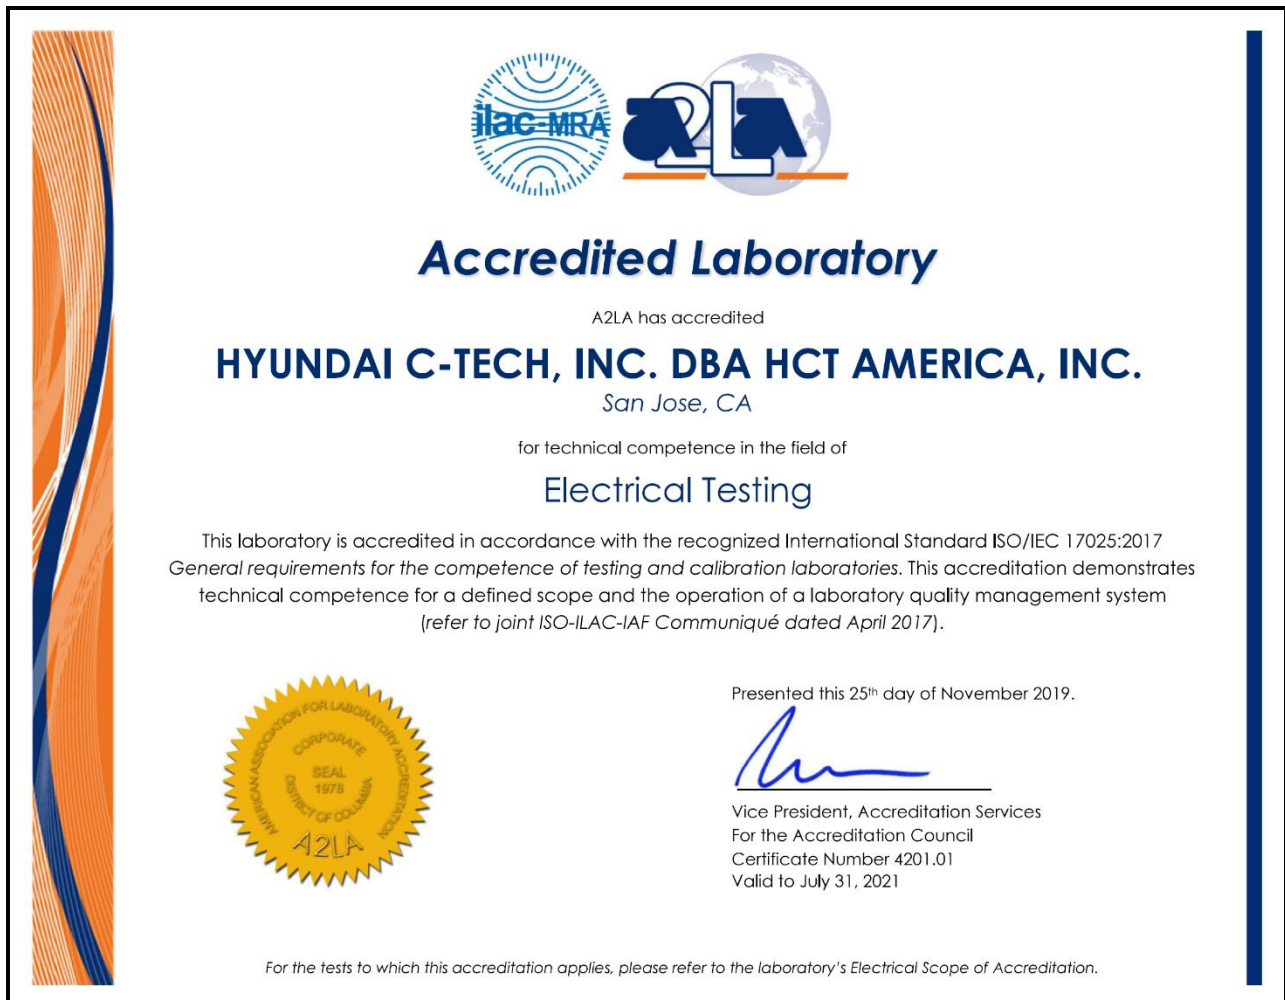 ilac-MRA
a2La
Accredited Laboratory
A2LA has accredited
HYUNDAI C-TECH, INC. DBA HCT AMERICA, INC.
San Jose, CA
for technical competence in the field of
Electrical Testing
This laboratory is accredited in accordance with the recognized International Standard ISO/IEC 17025:2017
General requirements for the competence of testing and calibration laboratories. This accreditation demonstrates
technical competence for a defined scope and the operation of a laboratory quality management system
(refer to joint ISO-ILAC-IAF Communiqué dated April 2017).
AMERICAN ASSOCIATION FOR LABORATORY ACCREDITATION
CORPORATE
SEAL
1978
DISTRICT OF COLUMBIA
A2LA
Presented this 25th day of November 2019.
Vice President, Accreditation Services
For the Accreditation Council
Certificate Number 4201.01
Valid to July 31, 2021
For the tests to which this accreditation applies, please refer to the laboratory's Electrical Scope of Accreditation.